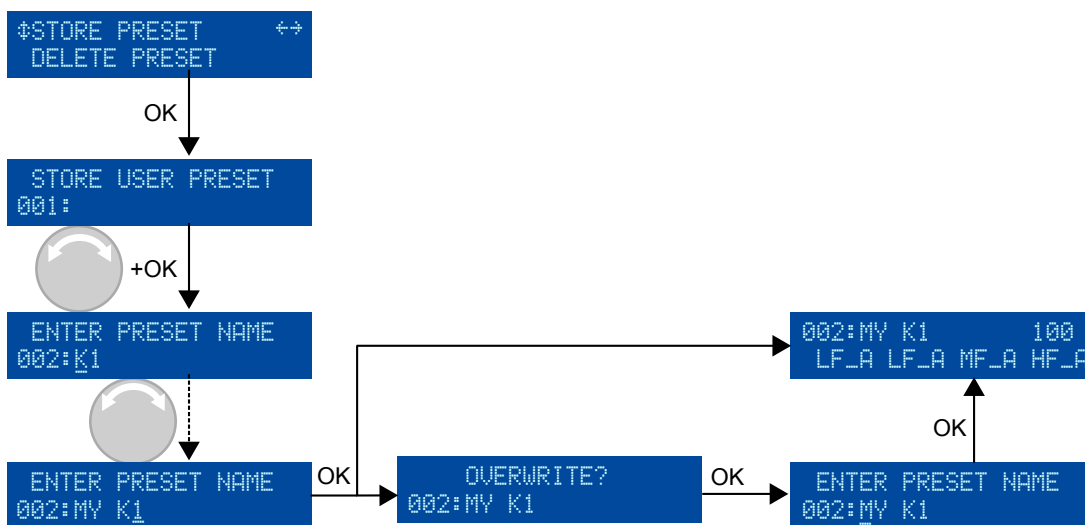 ⇕STORE PRESET ↔
DELETE PRESET
OK
STORE USER PRESET
001:
+OK
ENTER PRESET NAME
002:K1
002:MY K1 100
LF_A LF_A MF_A HF_A
OK
ENTER PRESET NAME
002:MY K1
OK
OVERWRITE?
002:MY K1
OK
ENTER PRESET NAME
002:MY K1